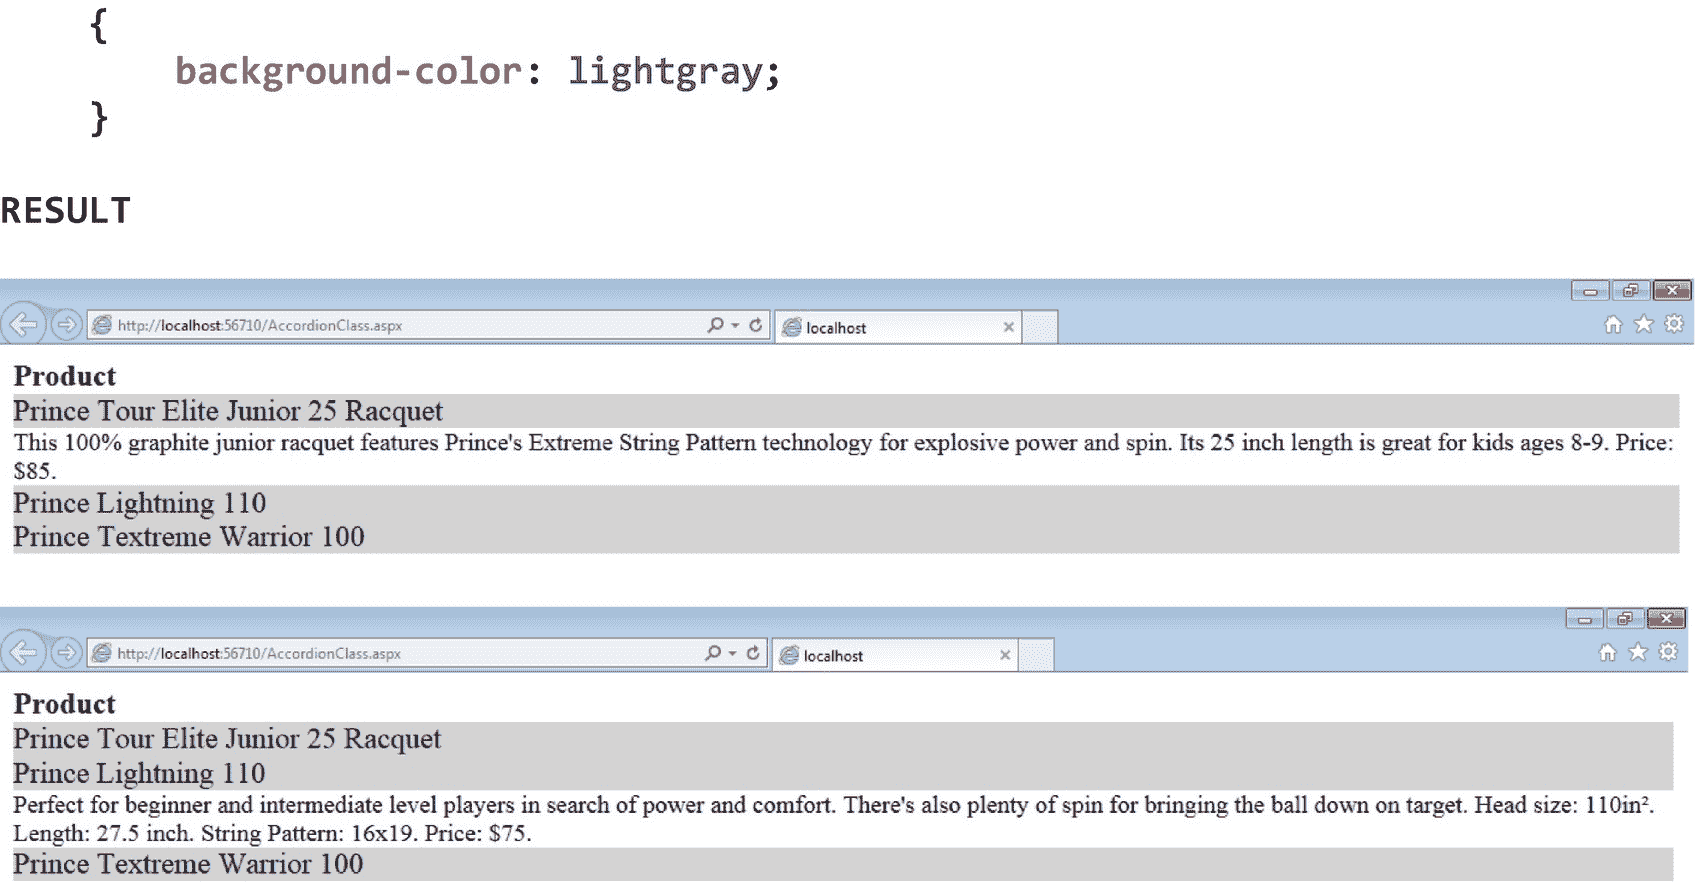 {
background-color: lightgray;
}
RESULT
http://localhost:56710/AccordionClass.aspx
localhost
Product
Prince Tour Elite Junior 25 Racquet
This 100% graphite junior racquet features Prince's Extreme String Pattern technology for explosive power and spin. Its 25 inch length is great for kids ages 8-9. Price:
$85.
Prince Lightning 110
Prince Textreme Warrior 100
http://localhost:56710/AccordionClass.aspx
localhost
Product
Prince Tour Elite Junior 25 Racquet
Prince Lightning 110
Perfect for beginner and intermediate level players in search of power and comfort. There's also plenty of spin for bringing the ball down on target. Head size: 110in².
Length: 27.5 inch. String Pattern: 16x19. Price: $75.
Prince Textreme Warrior 100